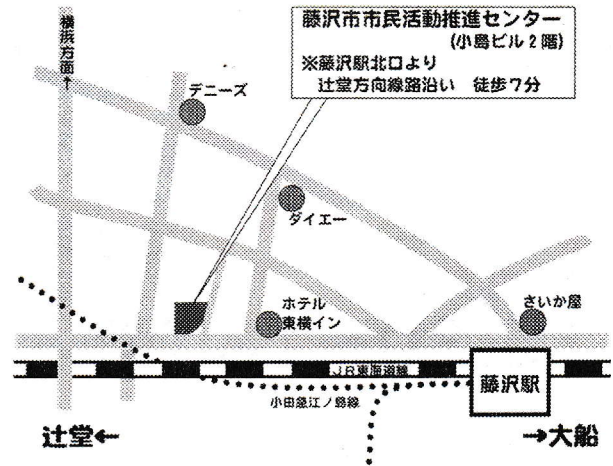 藤沢市市民活動推進センター
(小島ビル2階)
※藤沢駅北口より
辻堂方向線路沿い 徒歩7分
横浜方面→
デニーズ
ダイエー
ホテル
東横イン
さいか屋
JR東海道線
藤沢駅
小田急江ノ島線
辻堂←
→大船